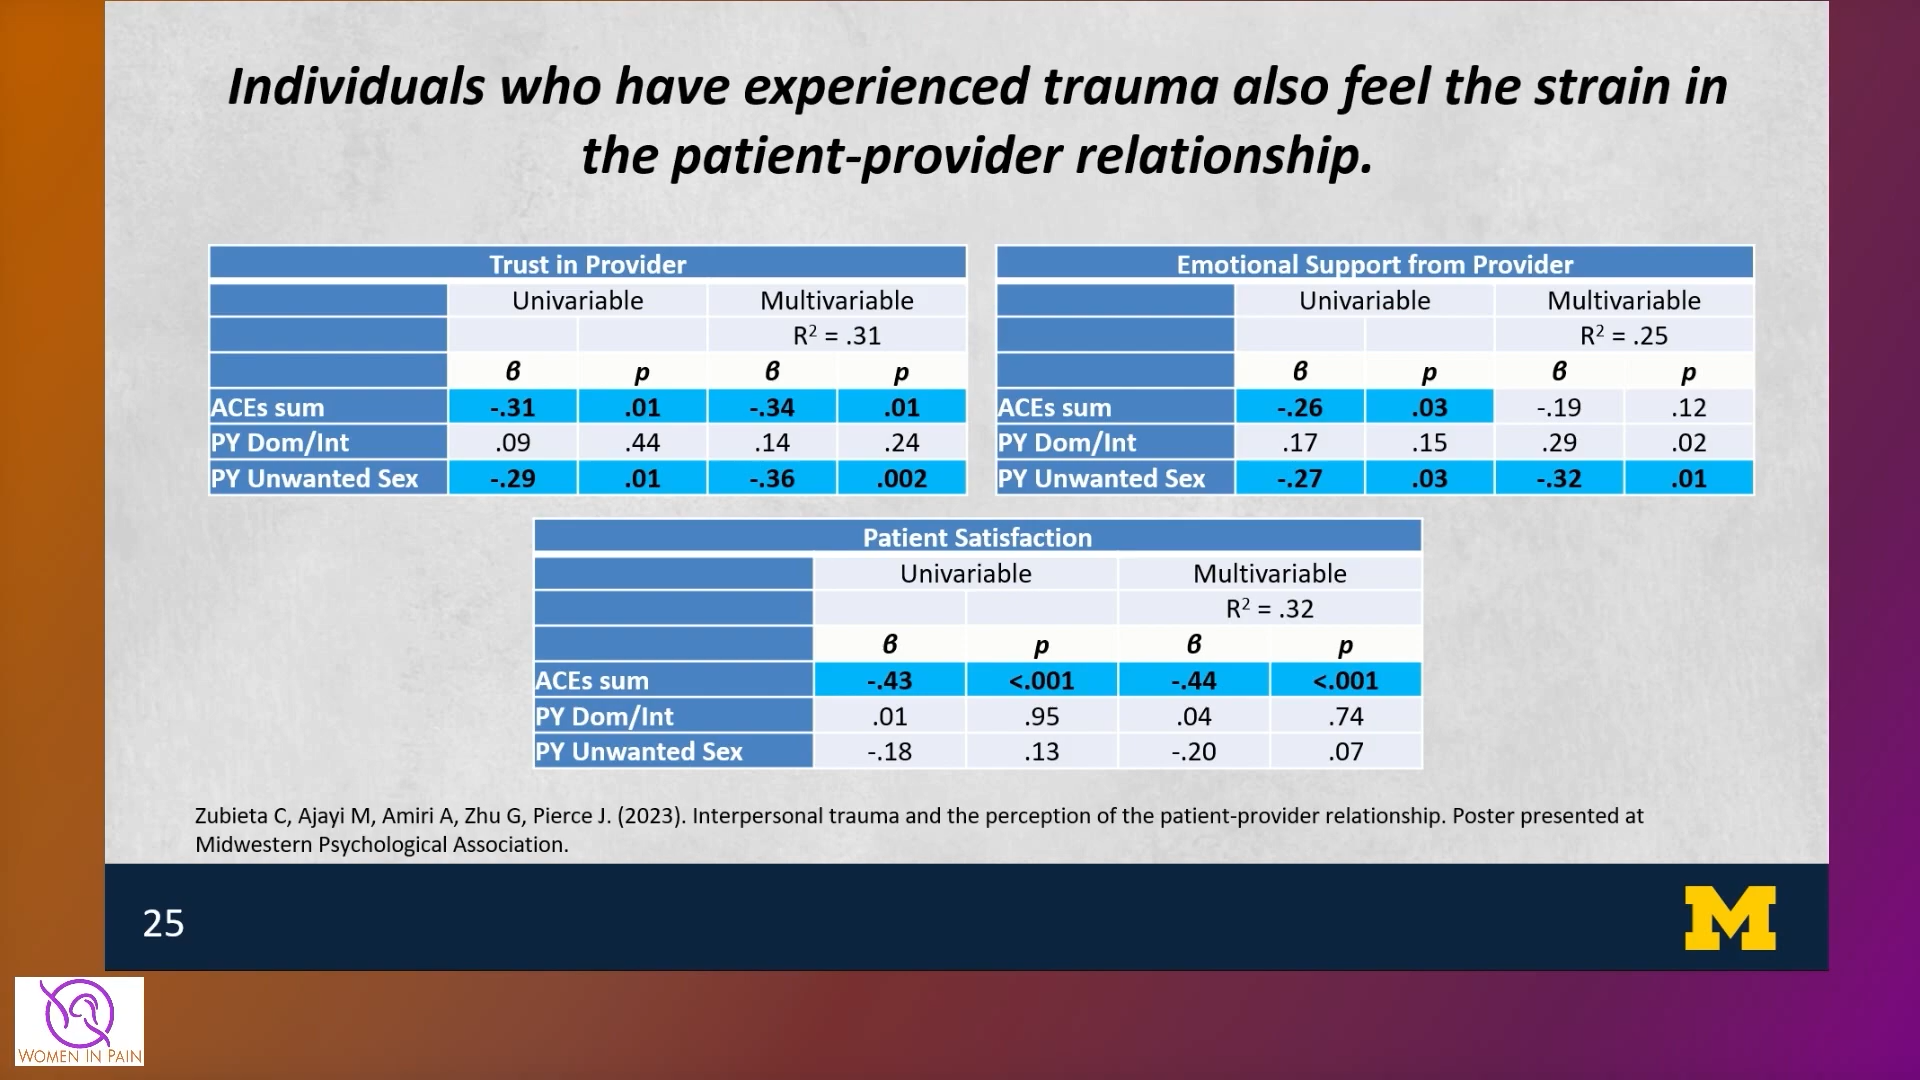 Individuals who have experienced trauma also feel the strain in
the patient-provider relationship.
Trust in Provider
Univariable Multivariable
R² = .31
β p β p
ACEs sum -.31 .01 -.34 .01
PY Dom/Int .09 .44 .14 .24
PY Unwanted Sex -.29 .01 -.36 .002
Emotional Support from Provider
Univariable Multivariable
R² = .25
β p β p
ACEs sum -.26 .03 -.19 .12
PY Dom/Int .17 .15 .29 .02
PY Unwanted Sex -.27 .03 -.32 .01
Patient Satisfaction
Univariable Multivariable
R² = .32
β p β p
ACEs sum -.43 <.001 -.44 <.001
PY Dom/Int .01 .95 .04 .74
PY Unwanted Sex -.18 .13 -.20 .07
Zubieta C, Ajayi M, Amiri A, Zhu G, Pierce J. (2023). Interpersonal trauma and the perception of the patient-provider relationship. Poster presented at
Midwestern Psychological Association.
25
M
WOMEN IN PAIN